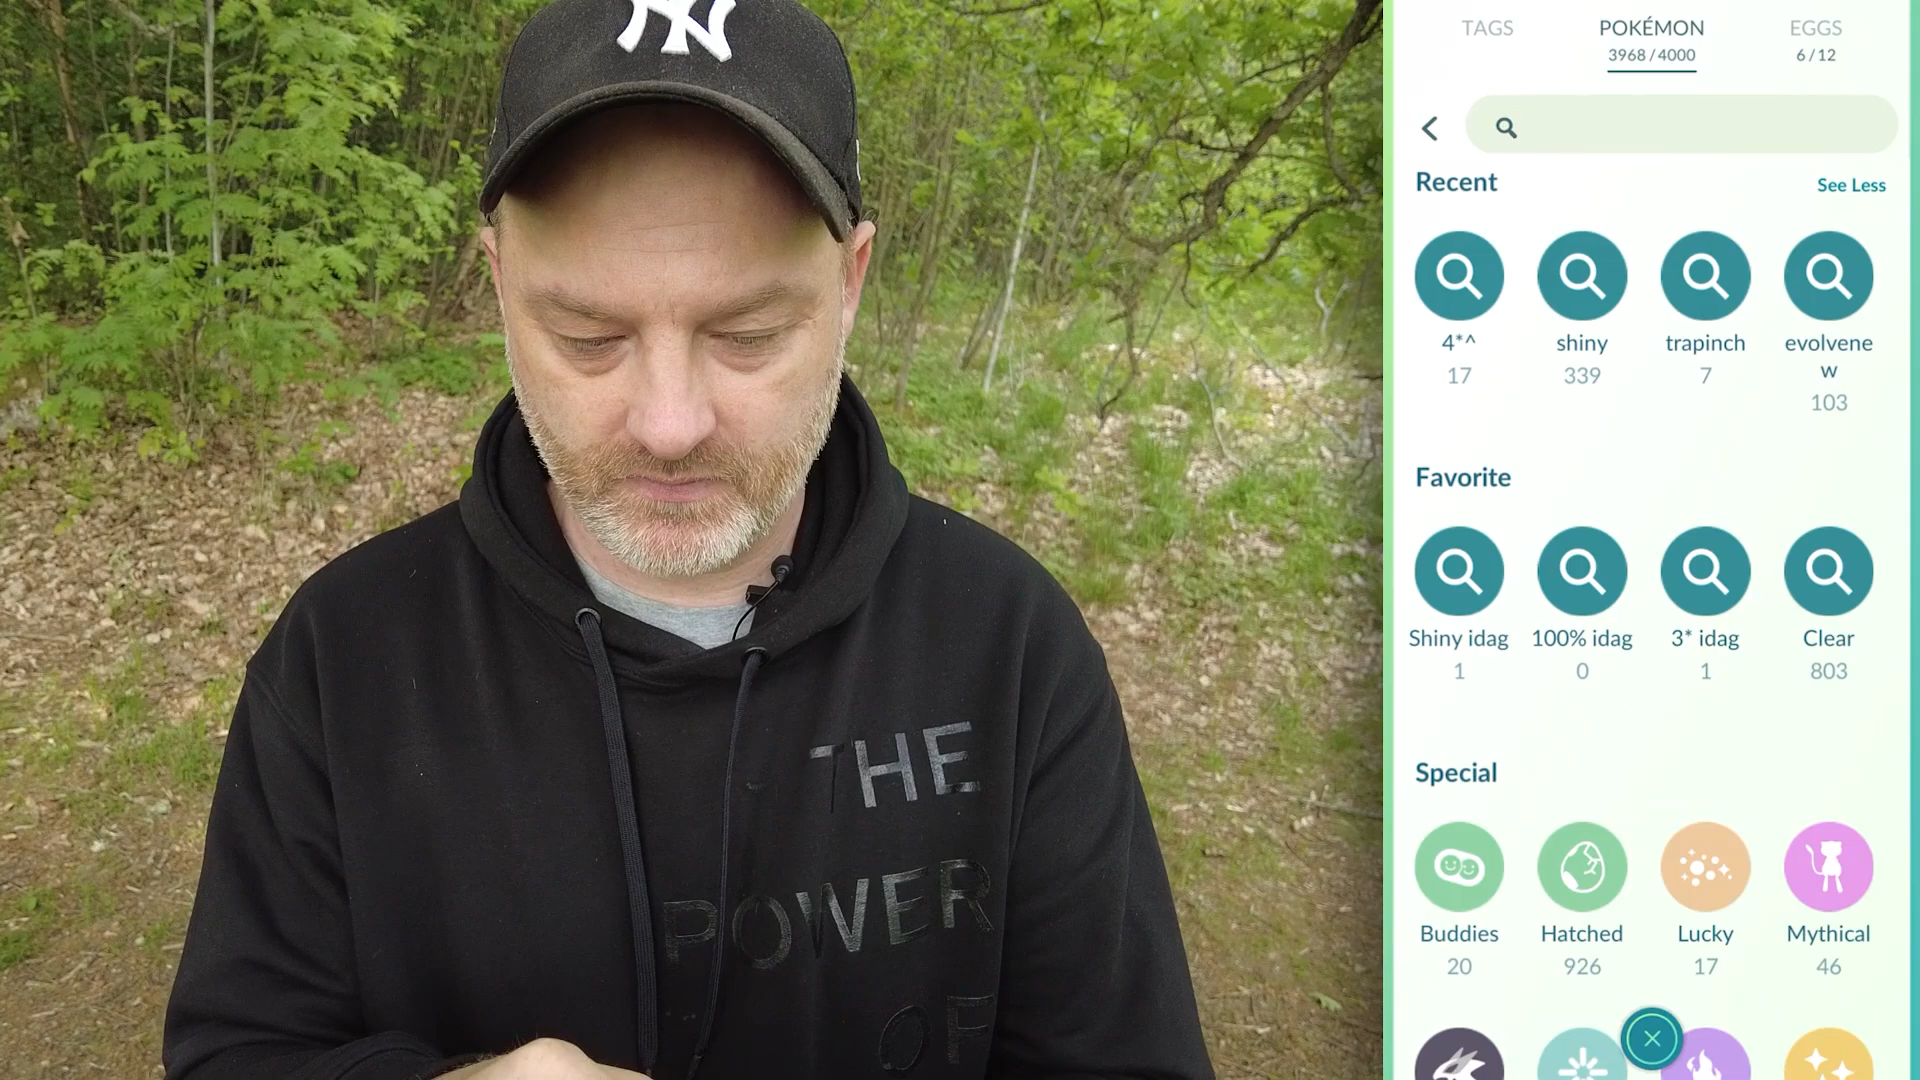 NY
THE
POWER
OF
TAGS
POKÉMON
3968 / 4000
EGGS
6 / 12
Recent
See Less
4*^
17
shiny
339
trapinch
7
evolvene
w
103
Favorite
Shiny idag
1
100% idag
0
3* idag
1
Clear
803
Special
Buddies
20
Hatched
926
Lucky
17
Mythical
46